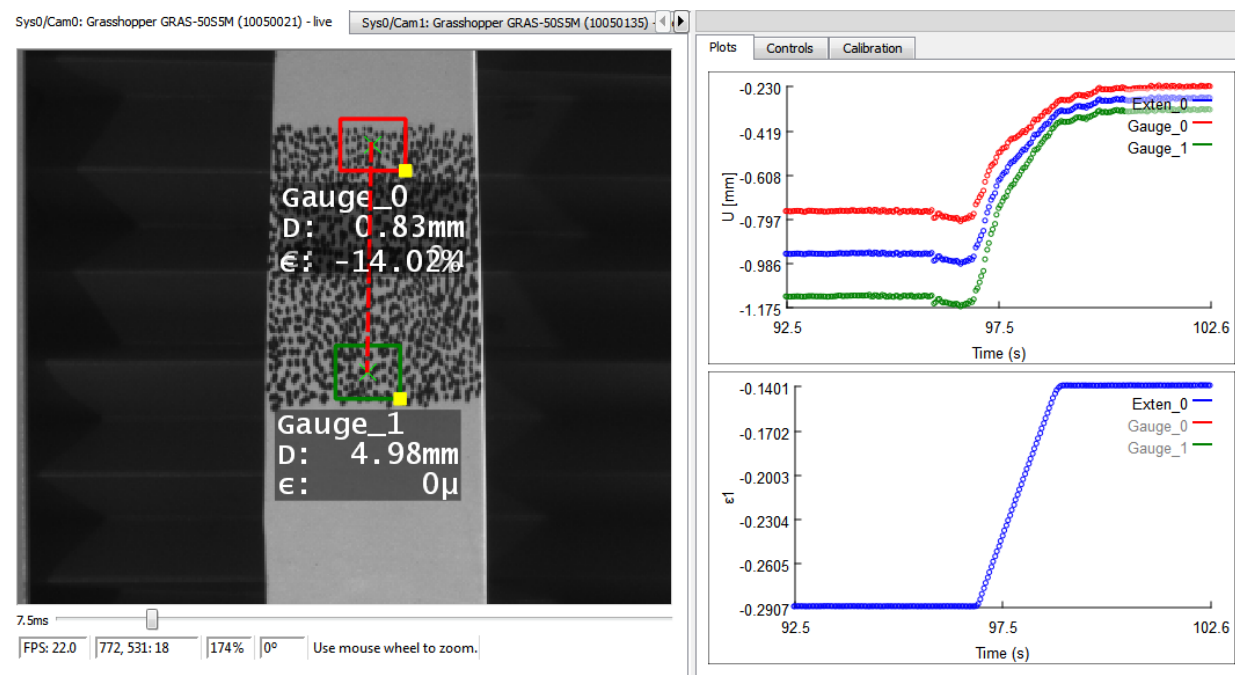 Sys0/Cam0: Grasshopper GRAS-50S5M (10050021) - live
Sys0/Cam1: Grasshopper GRAS-50S5M (10050135) -
Gauge_0
D: 0.83mm
ϵ: -14.02%
Gauge_1
D: 4.98mm
ϵ: 0µ
7.5ms
FPS: 22.0
772, 531: 18
174%
0°
Use mouse wheel to zoom.
Plots
Controls
Calibration
-0.230
-0.419
-0.608
-0.797
-0.986
-1.175
U [mm]
Exten_0
Gauge_0
Gauge_1
92.5
97.5
102.6
Time (s)
-0.1401
-0.1702
-0.2003
-0.2304
-0.2605
-0.2907
ε1
Exten_0
Gauge_0
Gauge_1
92.5
97.5
102.6
Time (s)